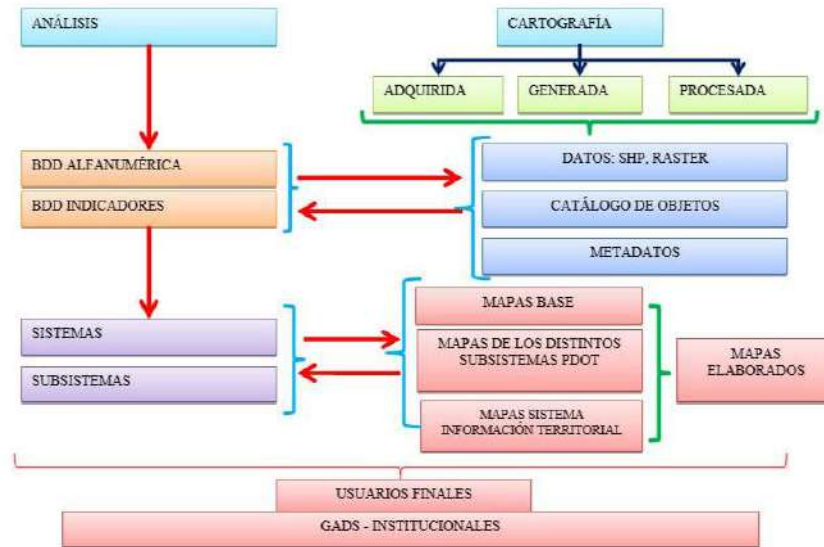 ANÁLISIS
CARTOGRAFÍA
ADQUIRIDA
GENERADA
PROCESADA
BDD ALFANUMÉRICA
BDD INDICADORES
DATOS: SHP, RASTER
CATÁLOGO DE OBJETOS
METADATOS
SISTEMAS
SUBSISTEMAS
MAPAS BASE
MAPAS DE LOS DISTINTOS
SUBSISTEMAS PDOT
MAPAS SISTEMA
INFORMACIÓN TERRITORIAL
MAPAS
ELABORADOS
USUARIOS FINALES
GADS - INSTITUCIONALES